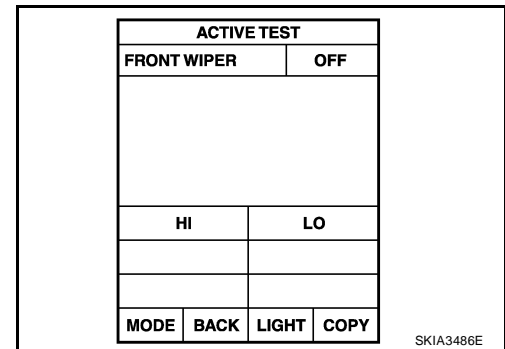 ACTIVE TEST
FRONT WIPER OFF
HI LO
MODE BACK LIGHT COPY
SKIA3486E